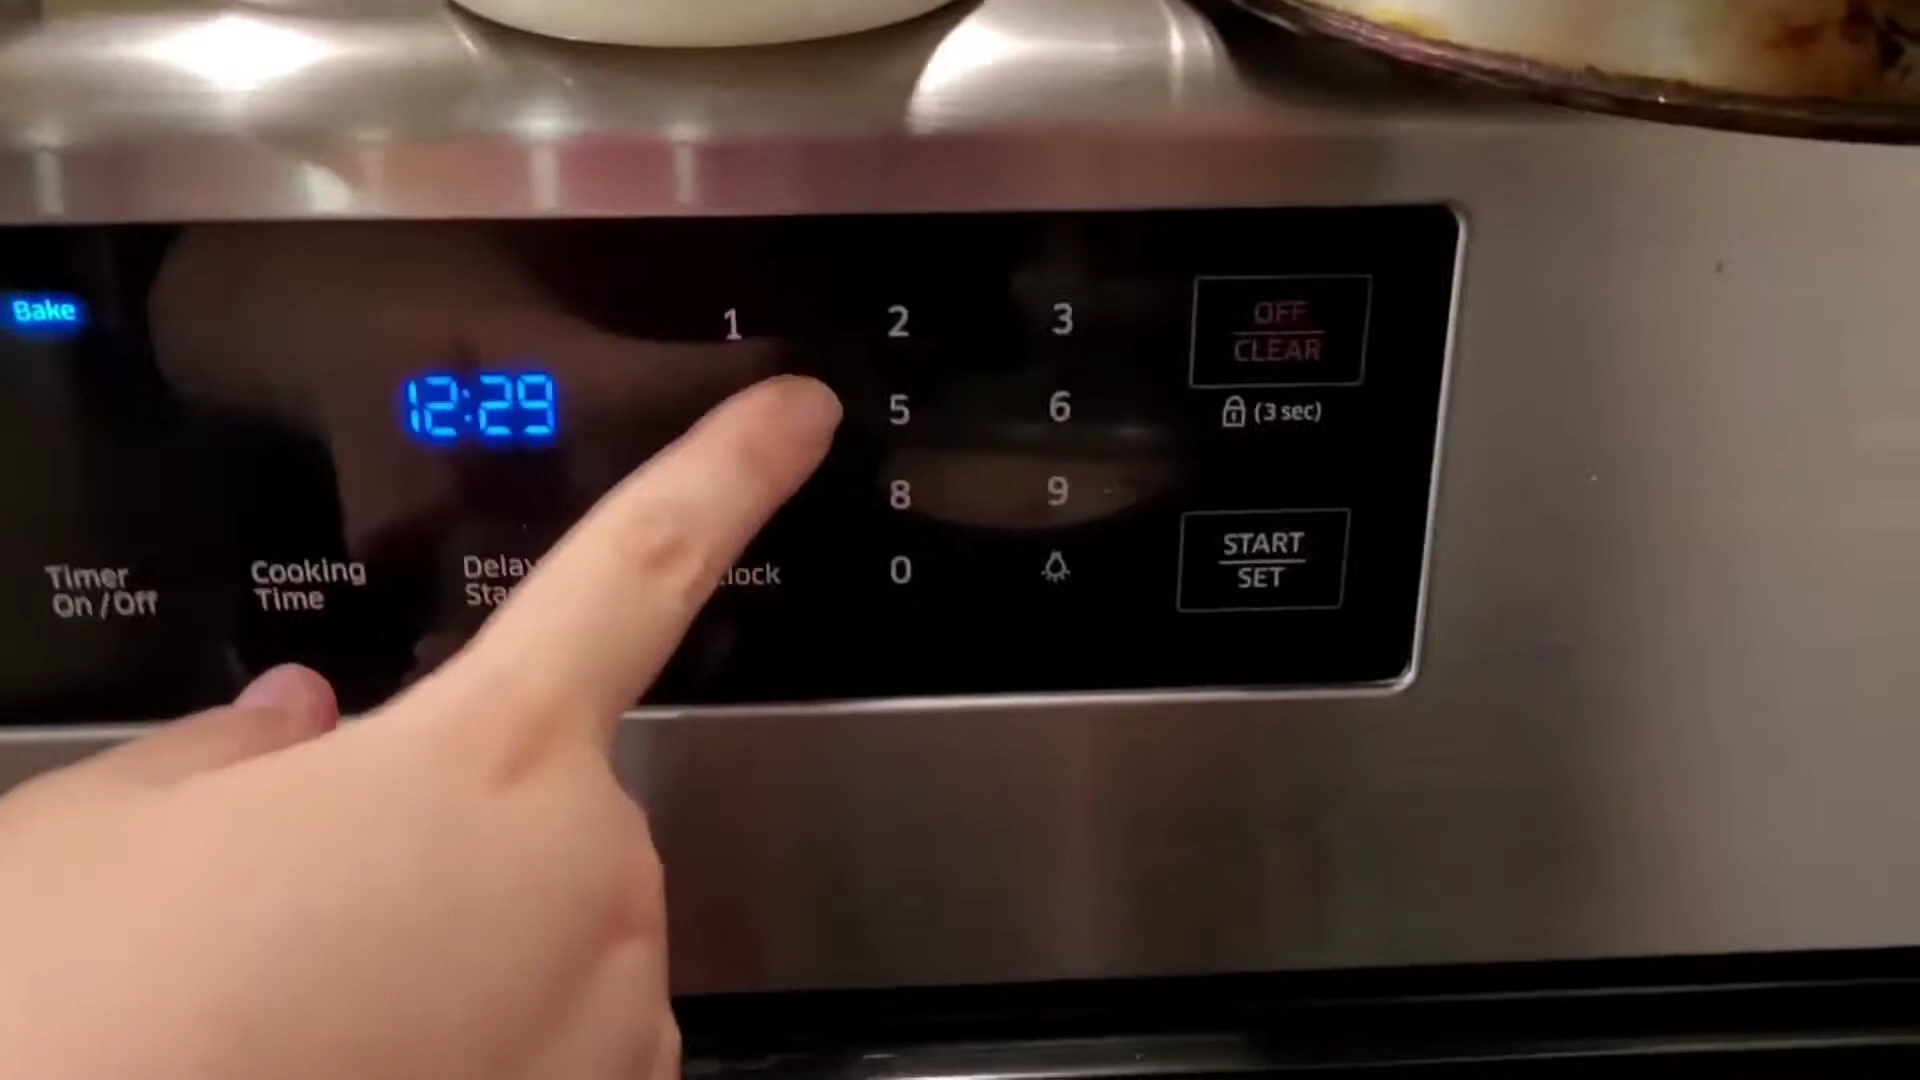 Bake
12:29
1 2 3
5 6
8 9
0
OFF
CLEAR
(3 sec)
START
SET
Timer
On / Off
Cooking
Time